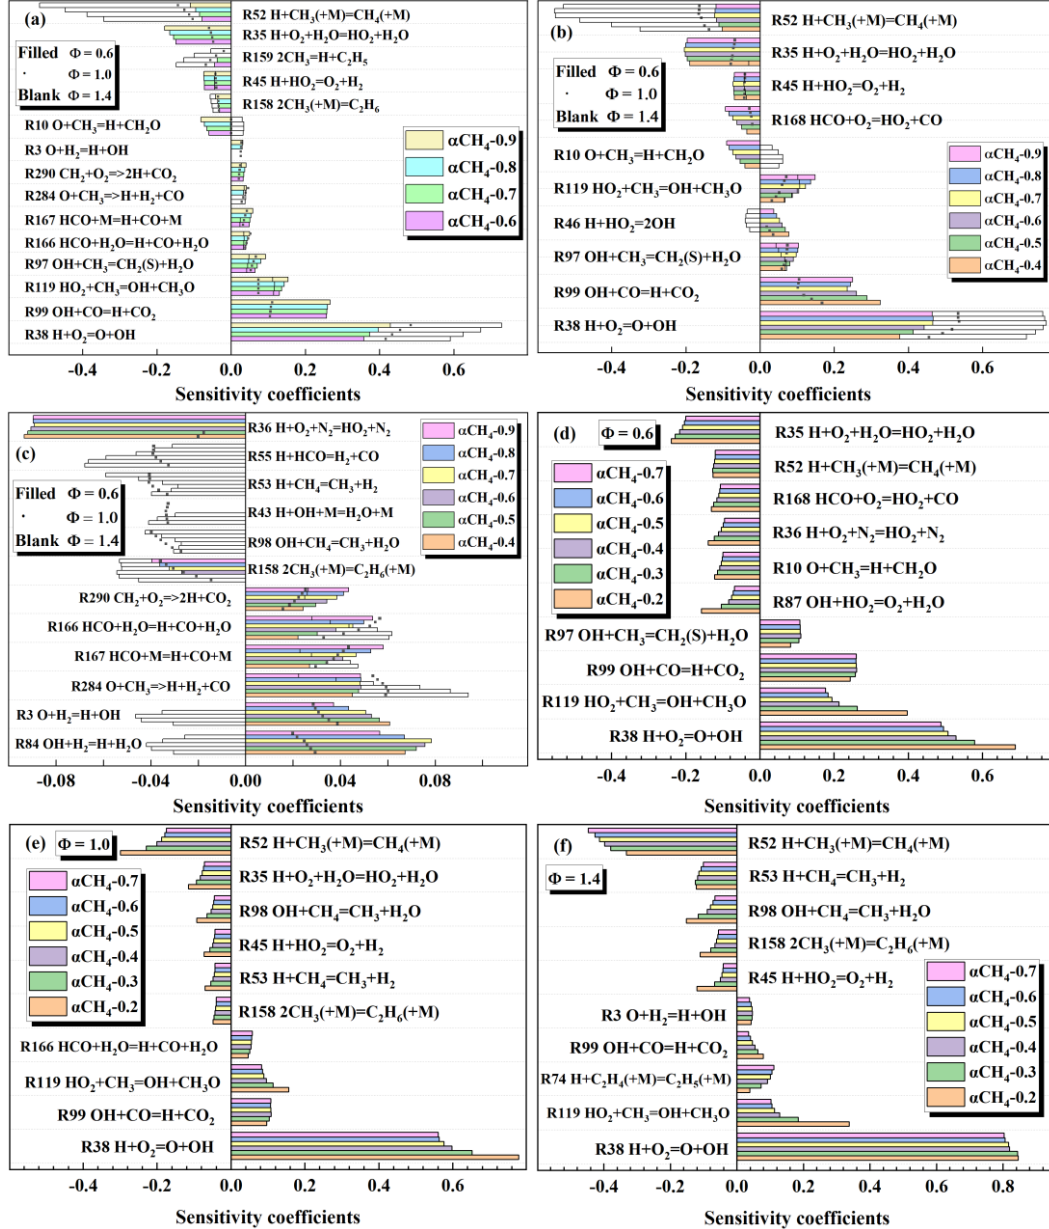 (a)
R52 H+CH₃(+M)=CH₄(+M)
R35 H+O₂+H₂O=HO₂+H₂O
R159 2CH₃=H+C₂H₅
R45 H+HO₂=O₂+H₂
R158 2CH₃(+M)=C₂H₆
Filled Φ = 0.6
· Φ = 1.0
Blank Φ = 1.4
R10 O+CH₃=H+CH₂O
R3 O+H₂=H+OH
R290 CH₂+O₂=>2H+CO₂
R284 O+CH₃=>H+H₂+CO
R167 HCO+M=H+CO+M
R166 HCO+H₂O=H+CO+H₂O
R97 OH+CH₃=CH₂(S)+H₂O
R119 HO₂+CH₃=OH+CH₃O
R99 OH+CO=H+CO₂
R38 H+O₂=O+OH
αCH₄-0.9
αCH₄-0.8
αCH₄-0.7
αCH₄-0.6
-0.4 -0.2 0.0 0.2 0.4 0.6
Sensitivity coefficients
(b)
R52 H+CH₃(+M)=CH₄(+M)
R35 H+O₂+H₂O=HO₂+H₂O
R45 H+HO₂=O₂+H₂
R168 HCO+O₂=HO₂+CO
Filled Φ = 0.6
· Φ = 1.0
Blank Φ = 1.4
R10 O+CH₃=H+CH₂O
R119 HO₂+CH₃=OH+CH₃O
R46 H+HO₂=2OH
R97 OH+CH₃=CH₂(S)+H₂O
R99 OH+CO=H+CO₂
R38 H+O₂=O+OH
αCH₄-0.9
αCH₄-0.8
αCH₄-0.7
αCH₄-0.6
αCH₄-0.5
αCH₄-0.4
-0.4 -0.2 0.0 0.2 0.4 0.6
Sensitivity coefficients
(c)
R36 H+O₂+N₂=HO₂+N₂
R55 H+HCO=H₂+CO
R53 H+CH₄=CH₃+H₂
R43 H+OH+M=H₂O+M
R98 OH+CH₄=CH₃+H₂O
R158 2CH₃(+M)=C₂H₆(+M)
Filled Φ = 0.6
· Φ = 1.0
Blank Φ = 1.4
αCH₄-0.9
αCH₄-0.8
αCH₄-0.7
αCH₄-0.6
αCH₄-0.5
αCH₄-0.4
R290 CH₂+O₂=>2H+CO₂
R166 HCO+H₂O=H+CO+H₂O
R167 HCO+M=H+CO+M
R284 O+CH₃=>H+H₂+CO
R3 O+H₂=H+OH
R84 OH+H₂=H+H₂O
-0.08 -0.04 0.00 0.04 0.08
Sensitivity coefficients
(d)
Φ = 0.6
R35 H+O₂+H₂O=HO₂+H₂O
R52 H+CH₃(+M)=CH₄(+M)
R168 HCO+O₂=HO₂+CO
R36 H+O₂+N₂=HO₂+N₂
R10 O+CH₃=H+CH₂O
R87 OH+HO₂=O₂+H₂O
αCH₄-0.7
αCH₄-0.6
αCH₄-0.5
αCH₄-0.4
αCH₄-0.3
αCH₄-0.2
R97 OH+CH₃=CH₂(S)+H₂O
R99 OH+CO=H+CO₂
R119 HO₂+CH₃=OH+CH₃O
R38 H+O₂=O+OH
-0.4 -0.2 0.0 0.2 0.4 0.6
Sensitivity coefficients
(e)
Φ = 1.0
R52 H+CH₃(+M)=CH₄(+M)
R35 H+O₂+H₂O=HO₂+H₂O
R98 OH+CH₄=CH₃+H₂O
R45 H+HO₂=O₂+H₂
R53 H+CH₄=CH₃+H₂
R158 2CH₃(+M)=C₂H₆(+M)
αCH₄-0.7
αCH₄-0.6
αCH₄-0.5
αCH₄-0.4
αCH₄-0.3
αCH₄-0.2
R166 HCO+H₂O=H+CO+H₂O
R119 HO₂+CH₃=OH+CH₃O
R99 OH+CO=H+CO₂
R38 H+O₂=O+OH
-0.4 -0.2 0.0 0.2 0.4 0.6
Sensitivity coefficients
(f)
Φ = 1.4
R52 H+CH₃(+M)=CH₄(+M)
R53 H+CH₄=CH₃+H₂
R98 OH+CH₄=CH₃+H₂O
R158 2CH₃(+M)=C₂H₆(+M)
R45 H+HO₂=O₂+H₂
R3 O+H₂=H+OH
R99 OH+CO=H+CO₂
R74 H+C₂H₄(+M)=C₂H₅(+M)
R119 HO₂+CH₃=OH+CH₃O
R38 H+O₂=O+OH
αCH₄-0.7
αCH₄-0.6
αCH₄-0.5
αCH₄-0.4
αCH₄-0.3
αCH₄-0.2
-0.4 -0.2 0.0 0.2 0.4 0.6 0.8
Sensitivity coefficients